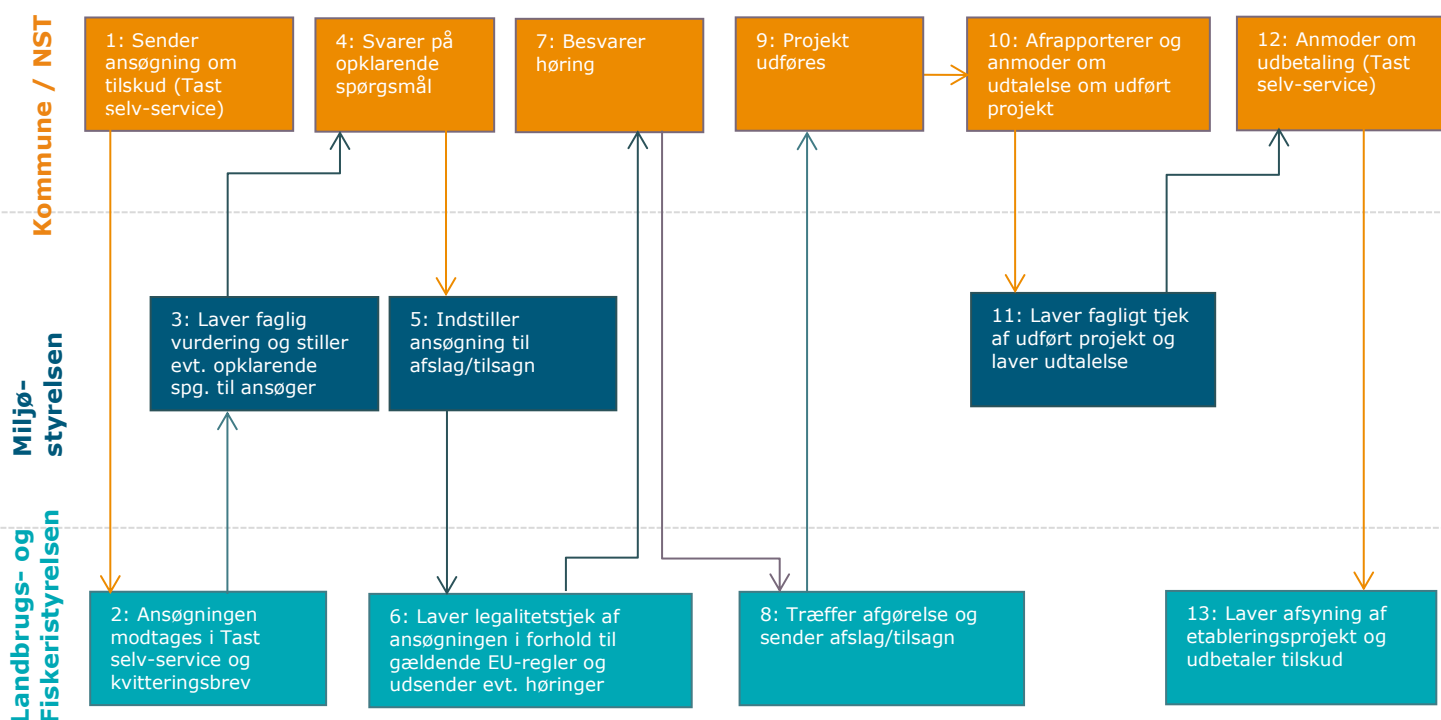 Kommune / NST
1: Sender
ansøgning om
tilskud (Tast
selv-service)
4: Svarer på
opklarende
spørgsmål
7: Besvarer
høring
9: Projekt
udføres
10: Afrapporterer og
anmoder om
udtalelse om udført
projekt
12: Anmoder om
udbetaling (Tast
selv-service)
Miljø-
styrelsen
3: Laver faglig
vurdering og stiller
evt. opklarende
spg. til ansøger
5: Indstiller
ansøgning til
afslag/tilsagn
11: Laver fagligt tjek
af udført projekt og
laver udtalelse
Landbrugs- og
Fiskeristyrelsen
2: Ansøgningen
modtages i Tast
selv-service og
kvitteringsbrev
6: Laver legalitetstjek af
ansøgningen i forhold til
gældende EU-regler og
udsender evt. høringer
8: Træffer afgørelse og
sender afslag/tilsagn
13: Laver afsyning af
etableringsprojekt og
udbetaler tilskud